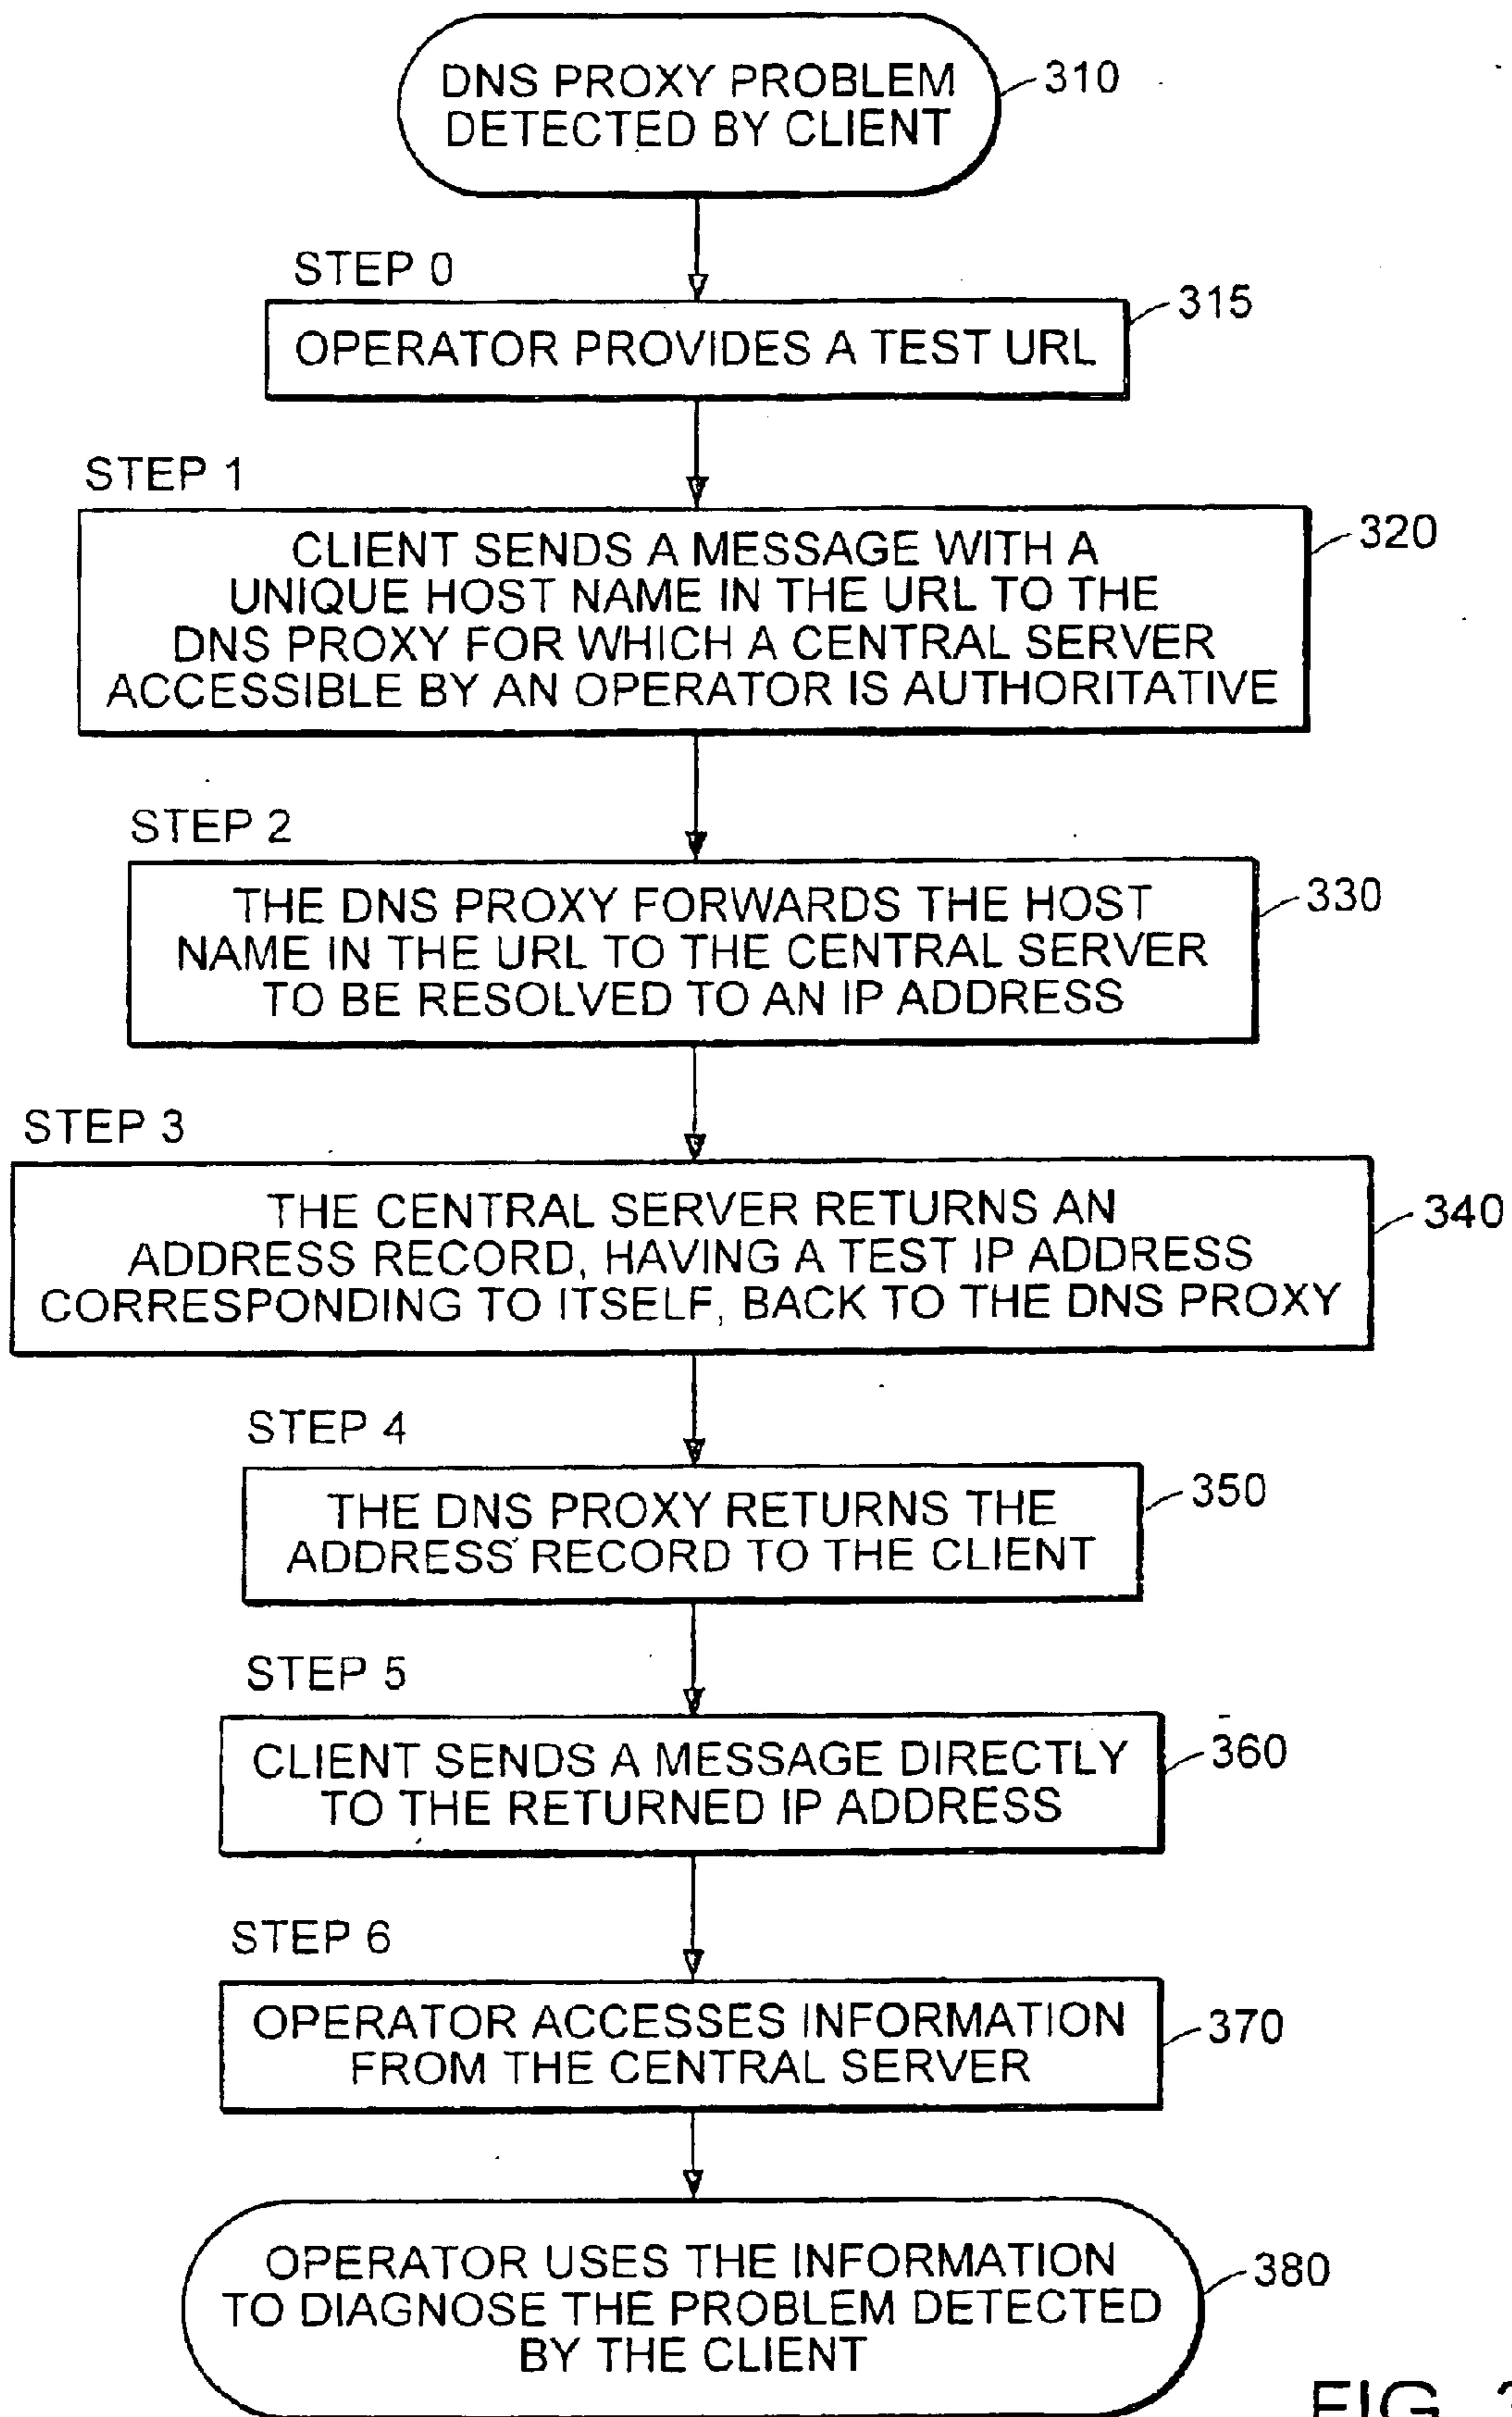 DNS PROXY PROBLEM
DETECTED BY CLIENT
310
STEP 0
OPERATOR PROVIDES A TEST URL
315
STEP 1
CLIENT SENDS A MESSAGE WITH A
UNIQUE HOST NAME IN THE URL TO THE
DNS PROXY FOR WHICH A CENTRAL SERVER
ACCESSIBLE BY AN OPERATOR IS AUTHORITATIVE
320
STEP 2
THE DNS PROXY FORWARDS THE HOST
NAME IN THE URL TO THE CENTRAL SERVER
TO BE RESOLVED TO AN IP ADDRESS
330
STEP 3
THE CENTRAL SERVER RETURNS AN
ADDRESS RECORD, HAVING A TEST IP ADDRESS
CORRESPONDING TO ITSELF, BACK TO THE DNS PROXY
340
STEP 4
THE DNS PROXY RETURNS THE
ADDRESS RECORD TO THE CLIENT
350
STEP 5
CLIENT SENDS A MESSAGE DIRECTLY
TO THE RETURNED IP ADDRESS
360
STEP 6
OPERATOR ACCESSES INFORMATION
FROM THE CENTRAL SERVER
370
OPERATOR USES THE INFORMATION
TO DIAGNOSE THE PROBLEM DETECTED
BY THE CLIENT
380
FIG.